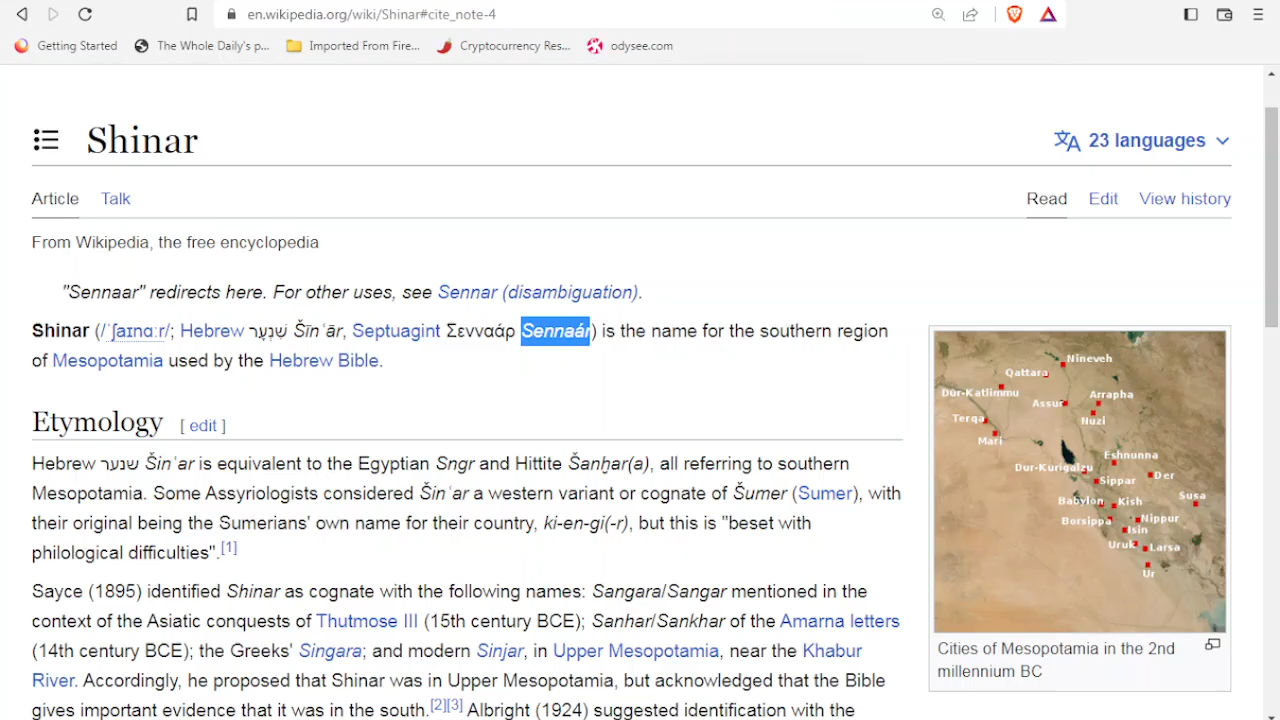 en.wikipedia.org/wiki/Shinar#cite_note-4
Getting Started The Whole Daily's p... Imported From Fire... Cryptocurrency Res... odysee.com
Shinar
23 languages
Article Talk Read Edit View history
From Wikipedia, the free encyclopedia
"Sennaar" redirects here. For other uses, see Sennar (disambiguation).
Shinar (/ˈʃaɪnɑːr/; Hebrew שִׁנְעָר Šīnʿār, Septuagint Σενναάρ Sennaár) is the name for the southern region
of Mesopotamia used by the Hebrew Bible.
Etymology [ edit ]
Hebrew שנער Šinʿar is equivalent to the Egyptian Sngr and Hittite Šanḫar(a), all referring to southern
Mesopotamia. Some Assyriologists considered Šinʿar a western variant or cognate of Šumer (Sumer), with
their original being the Sumerians' own name for their country, ki-en-gi(-r), but this is "beset with
philological difficulties".[1]
Sayce (1895) identified Shinar as cognate with the following names: Sangara/Sangar mentioned in the
context of the Asiatic conquests of Thutmose III (15th century BCE); Sanhar/Sankhar of the Amarna letters
(14th century BCE); the Greeks' Singara; and modern Sinjar, in Upper Mesopotamia, near the Khabur
River. Accordingly, he proposed that Shinar was in Upper Mesopotamia, but acknowledged that the Bible
gives important evidence that it was in the south.[2][3] Albright (1924) suggested identification with the
Nineveh
Qattara
Dur-Katlimmu
Assur
Arrapha
Terqa
Nuzi
Mari
Eshnunna
Dur-Kurigalzu
Der
Sippar
Susa
Babylon
Kish
Borsippa
Nippur
Isin
Uruk
Larsa
Ur
Cities of Mesopotamia in the 2nd
millennium BC